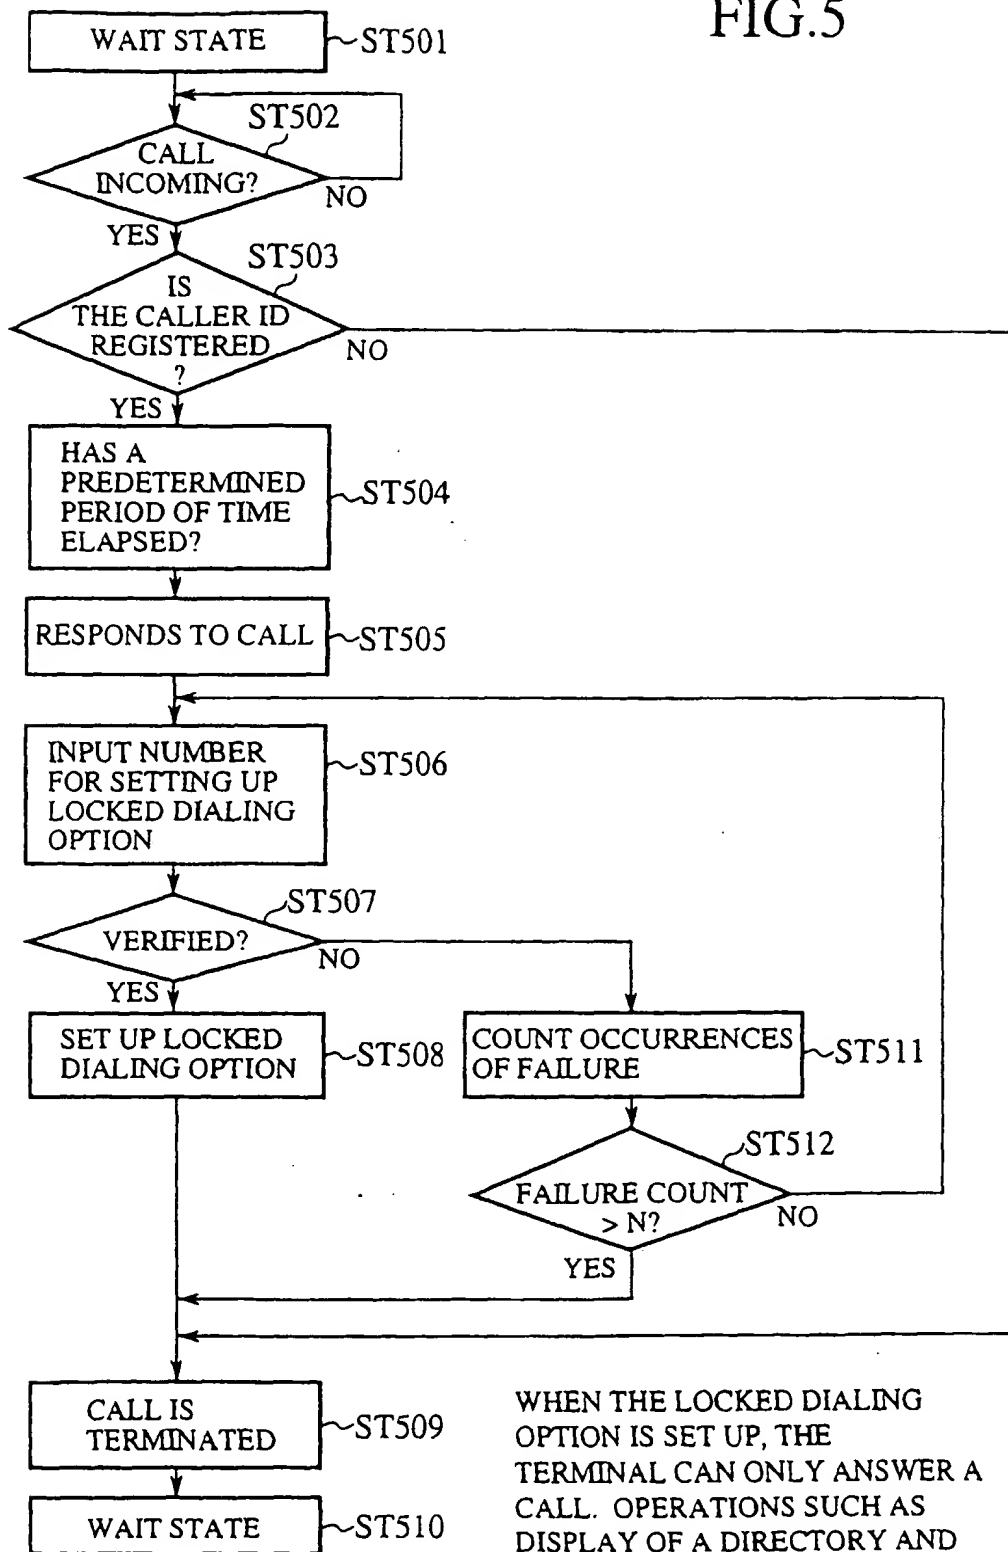 FIG.5
WAIT STATE
ST501
ST502
CALL
INCOMING?
NO
YES
ST503
IS
THE CALLER ID
REGISTERED
?
NO
YES
HAS A
PREDETERMINED
PERIOD OF TIME
ELAPSED?
ST504
RESPONDS TO CALL
ST505
INPUT NUMBER
FOR SETTING UP
LOCKED DIALING
OPTION
ST506
ST507
VERIFIED?
NO
YES
SET UP LOCKED
DIALING OPTION
ST508
COUNT OCCURRENCES
OF FAILURE
ST511
ST512
FAILURE COUNT
> N?
NO
YES
CALL IS
TERMINATED
ST509
WAIT STATE
ST510
WHEN THE LOCKED DIALING
OPTION IS SET UP, THE
TERMINAL CAN ONLY ANSWER A
CALL. OPERATIONS SUCH AS
DISPLAY OF A DIRECTORY AND